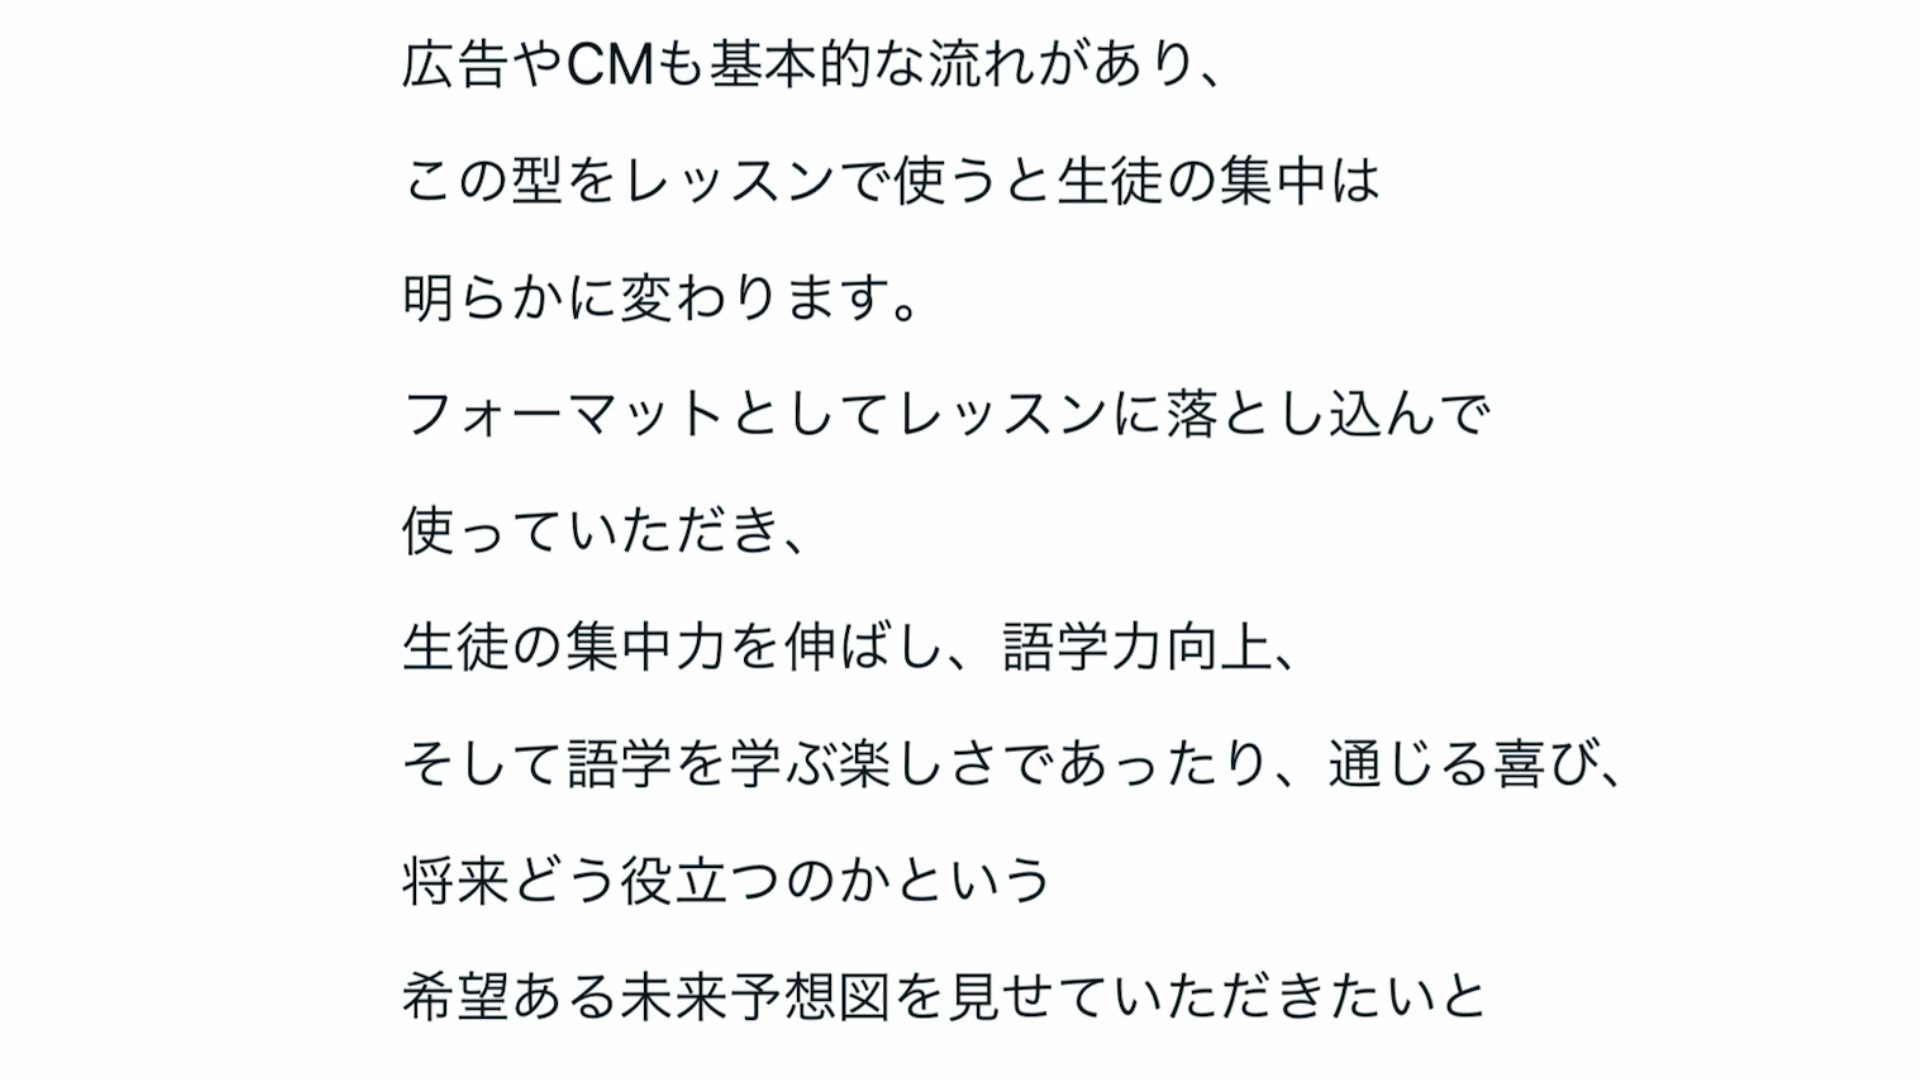 広告やCMも基本的な流れがあり、
この型をレッスンで使うと生徒の集中は
明らかに変わります。
フォーマットとしてレッスンに落とし込んで
使っていただき、
生徒の集中力を伸ばし、語学力向上、
そして語学を学ぶ楽しさであったり、通じる喜び、
将来どう役立つのかという
希望ある未来予想図を見せていただきたいと